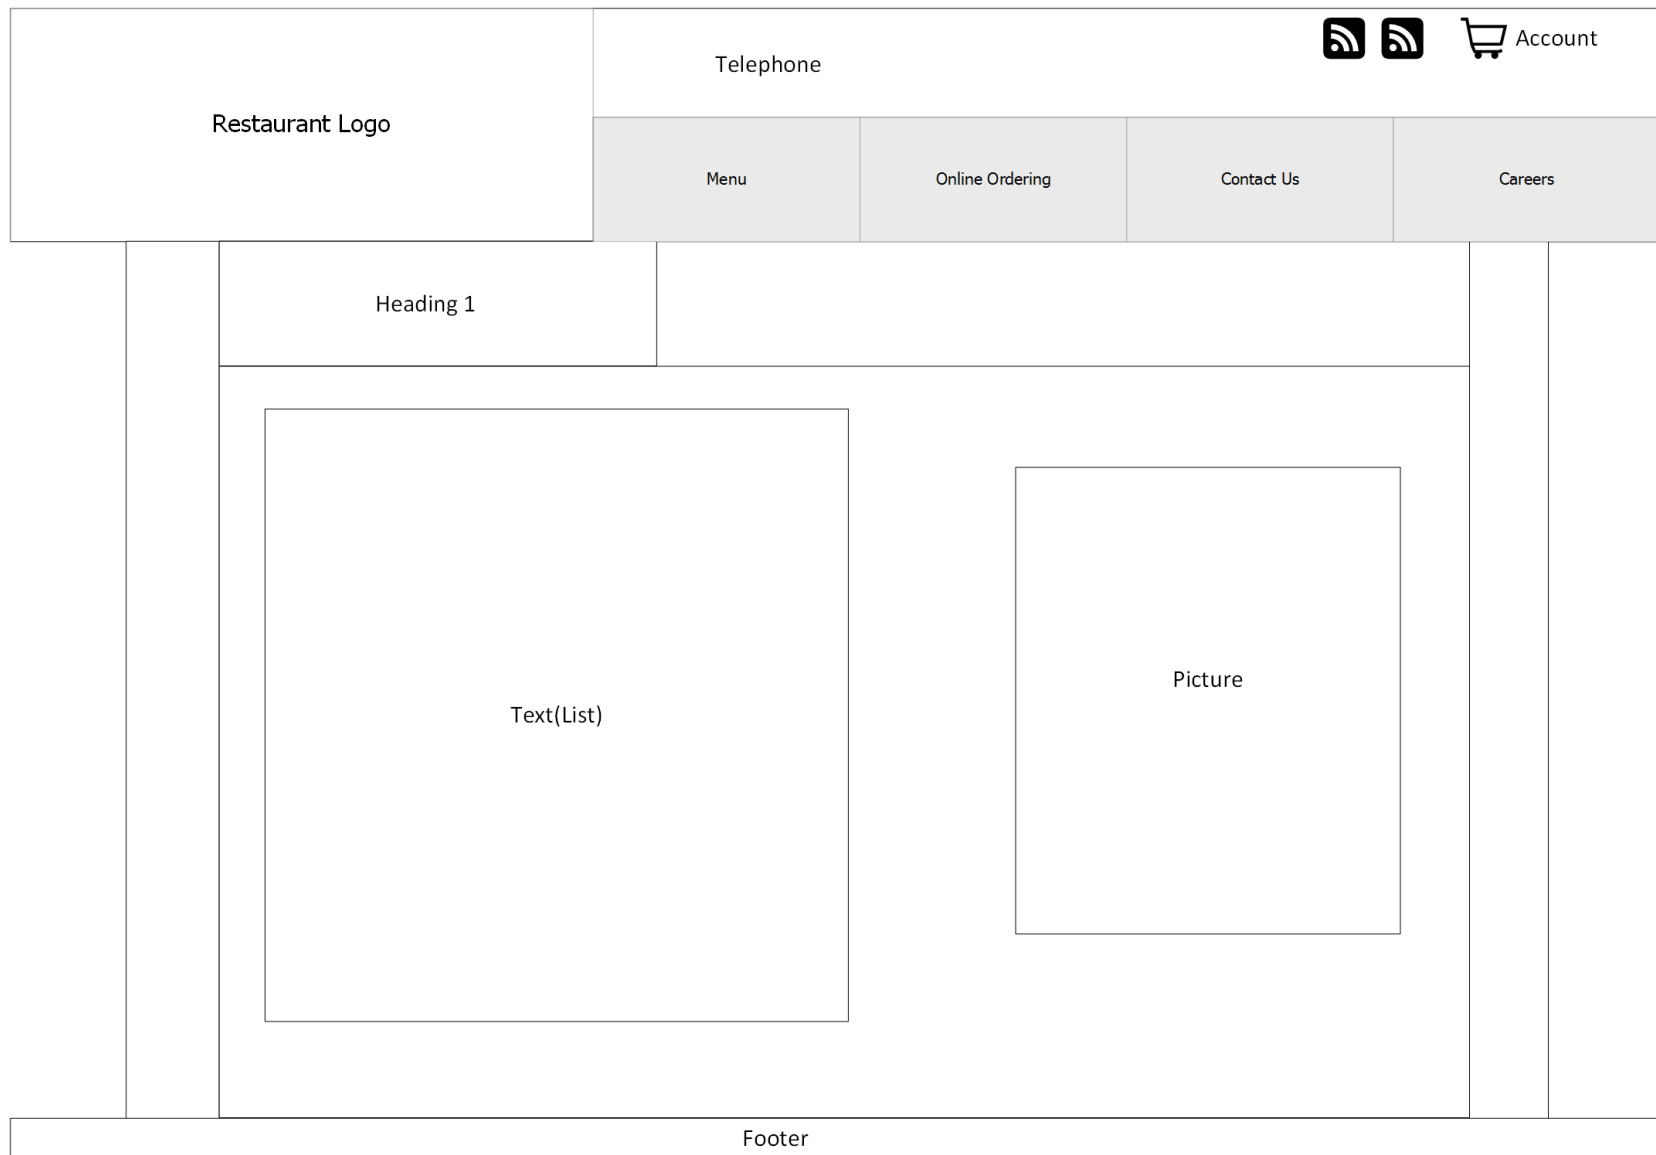 Account
Telephone
Restaurant Logo
Menu
Online Ordering
Contact Us
Careers
Heading 1
Text(List)
Picture
Footer